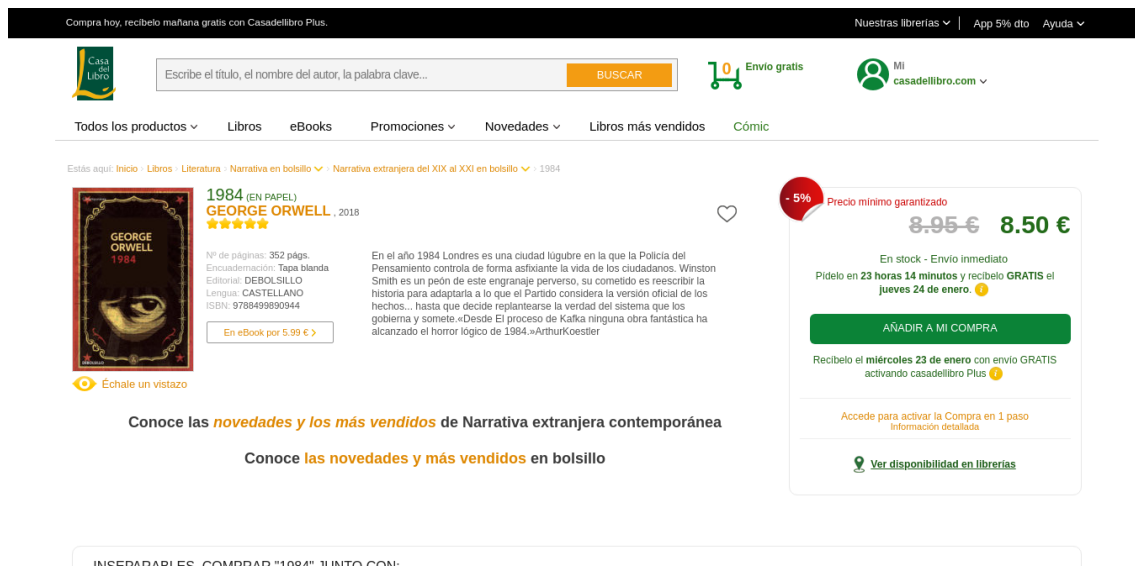 Compra hoy, recíbelo mañana gratis con Casadellibro Plus.
Nuestras librerías
App 5% dto
Ayuda
Casa
del
Libro
Escribe el título, el nombre del autor, la palabra clave...
BUSCAR
0
Envío gratis
Mi
casadellibro.com
Todos los productos
Libros
eBooks
Promociones
Novedades
Libros más vendidos
Cómic
Estás aquí: Inicio › Libros › Literatura › Narrativa en bolsillo › Narrativa extranjera del XIX al XXI en bolsillo › 1984
GEORGE
ORWELL
1984
Échale un vistazo
1984 (EN PAPEL)
GEORGE ORWELL , 2018
Nº de páginas: 352 págs.
Encuadernación: Tapa blanda
Editorial: DEBOLSILLO
Lengua: CASTELLANO
ISBN: 9788499890944
En eBook por 5.99 €
En el año 1984 Londres es una ciudad lúgubre en la que la Policía del
Pensamiento controla de forma asfixiante la vida de los ciudadanos. Winston
Smith es un peón de este engranaje perverso, su cometido es reescribir la
historia para adaptarla a lo que el Partido considera la versión oficial de los
hechos... hasta que decide replantearse la verdad del sistema que los
gobierna y somete.«Desde El proceso de Kafka ninguna obra fantástica ha
alcanzado el horror lógico de 1984.»ArthurKoestler
- 5%
Precio mínimo garantizado
8.95 € 8.50 €
En stock - Envío inmediato
Pídelo en 23 horas 14 minutos y recíbelo GRATIS el
jueves 24 de enero. i
AÑADIR A MI COMPRA
Recíbelo el miércoles 23 de enero con envío GRATIS
activando casadellibro Plus i
Accede para activar la Compra en 1 paso
Información detallada
Ver disponibilidad en librerías
Conoce las novedades y los más vendidos de Narrativa extranjera contemporánea
Conoce las novedades y más vendidos en bolsillo
INSEPARABLES. COMPRAR "1984" JUNTO CON: